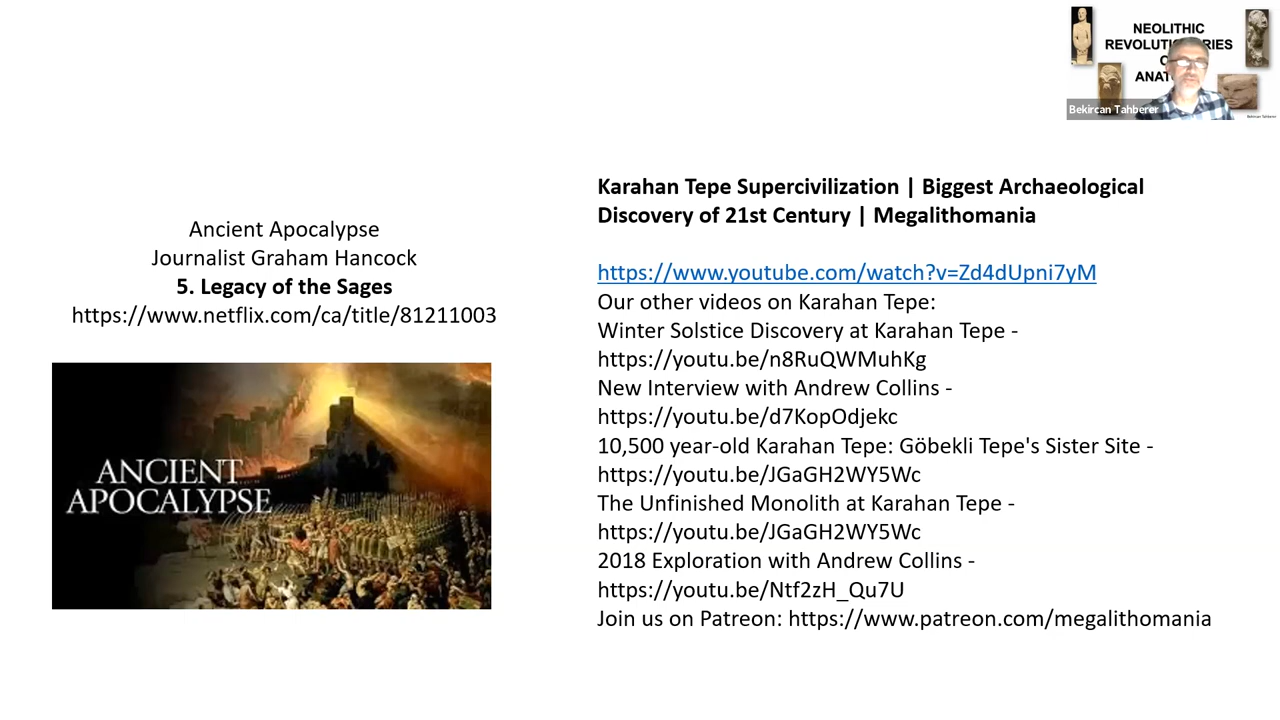 NEOLITHIC
REVOLUTIONARIES
ANAT
Bekircan Tahberer
Bekircan Tahberer
Ancient Apocalypse
Journalist Graham Hancock
5. Legacy of the Sages
https://www.netflix.com/ca/title/81211003
ANCIENT
APOCALYPSE
Karahan Tepe Supercivilization | Biggest Archaeological
Discovery of 21st Century | Megalithomania
https://www.youtube.com/watch?v=Zd4dUpni7yM
Our other videos on Karahan Tepe:
Winter Solstice Discovery at Karahan Tepe -
https://youtu.be/n8RuQWMuhKg
New Interview with Andrew Collins -
https://youtu.be/d7KopOdjekc
10,500 year-old Karahan Tepe: Göbekli Tepe's Sister Site -
https://youtu.be/JGaGH2WY5Wc
The Unfinished Monolith at Karahan Tepe -
https://youtu.be/JGaGH2WY5Wc
2018 Exploration with Andrew Collins -
https://youtu.be/Ntf2zH_Qu7U
Join us on Patreon: https://www.patreon.com/megalithomania